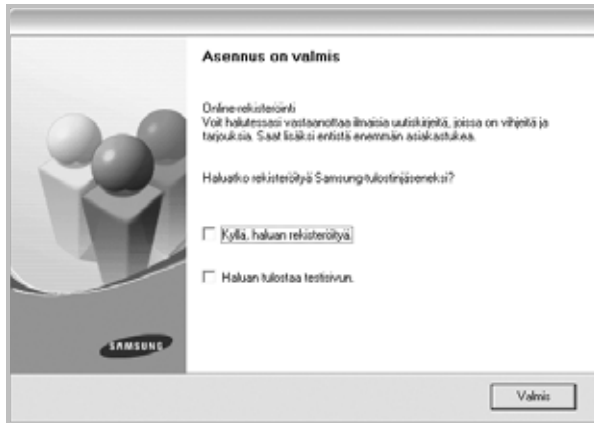 Asennus on valmis
Online-rekisteröinti
Voit halutessasi vastaanottaa ilmaisia uutiskirjeitä, joissa on vihjeitä ja
tarjouksia. Saat lisäksi entistä enemmän asiakastukea.
Haluatko rekisteröityä Samsung-tulostinjäseneksi?
Kyllä, haluan rekisteröityä.
Haluan tulostaa testisivun.
SAMSUNG
Valmis